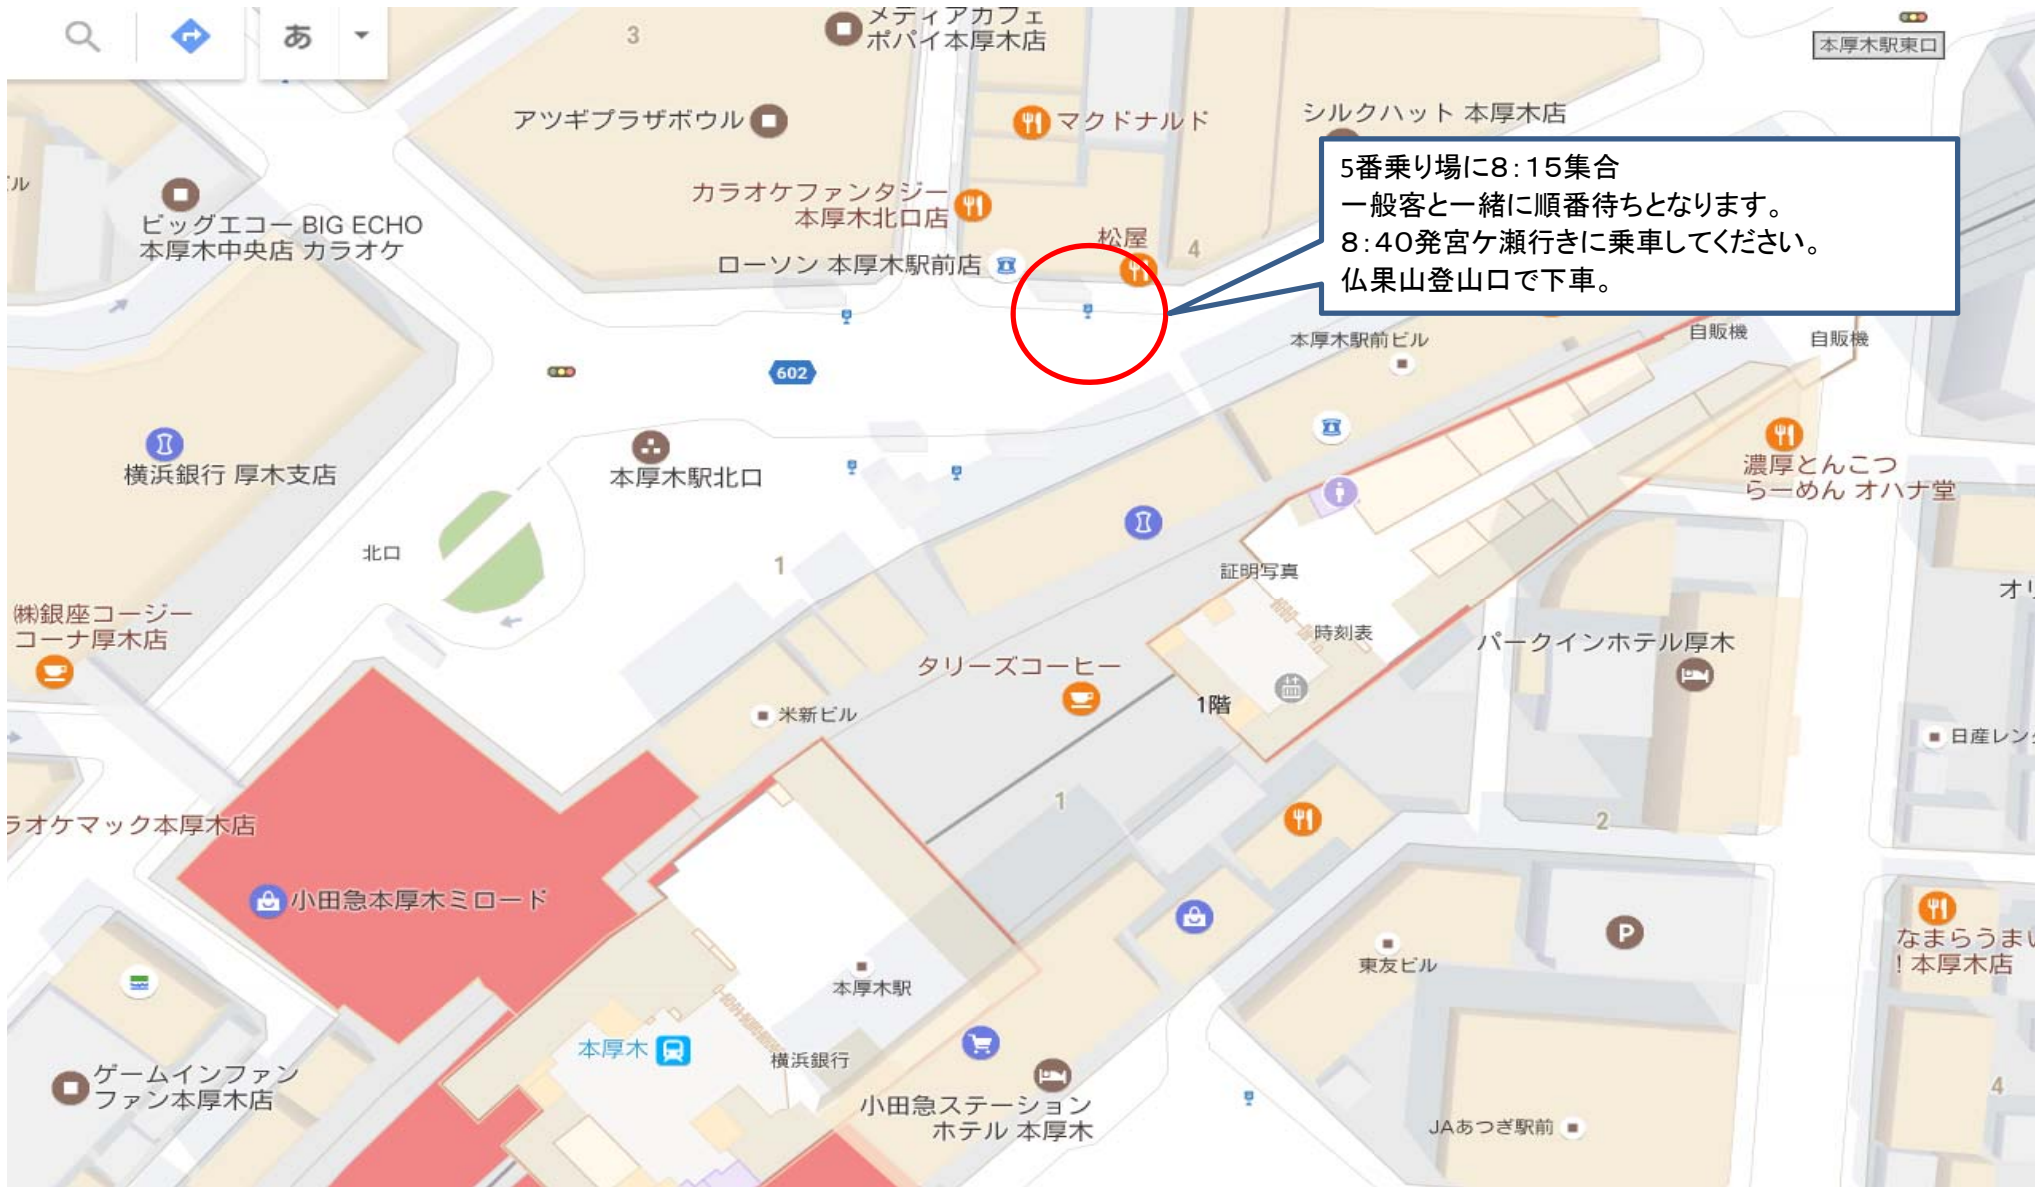 あ
3
メディアカフェ
ポパイ本厚木店
本厚木駅東口
アツギプラザボウル
マクドナルド
シルクハット 本厚木店
5番乗り場に8:15集合
一般客と一緒に順番待ちとなります。
8:40発宮ケ瀬行きに乗車してください。
仏果山登山口で下車。
ビル
ビッグエコー BIG ECHO
本厚木中央店 カラオケ
カラオケファンタジー
本厚木北口店
松屋
4
ローソン 本厚木駅前店
602
本厚木駅前ビル
自販機
自販機
横浜銀行 厚木支店
本厚木駅北口
濃厚とんこつ
らーめん オハナ堂
北口
1
証明写真
㈱銀座コージー
コーナ厚木店
時刻表
パークインホテル厚木
オリ
タリーズコーヒー
1階
米新ビル
日産レン
1
2
ラオケマック本厚木店
小田急本厚木ミロード
P
なまらうまい
！本厚木店
東友ビル
本厚木駅
本厚木
横浜銀行
ゲームインファン
ファン本厚木店
小田急ステーション
ホテル 本厚木
4
JAあつぎ駅前